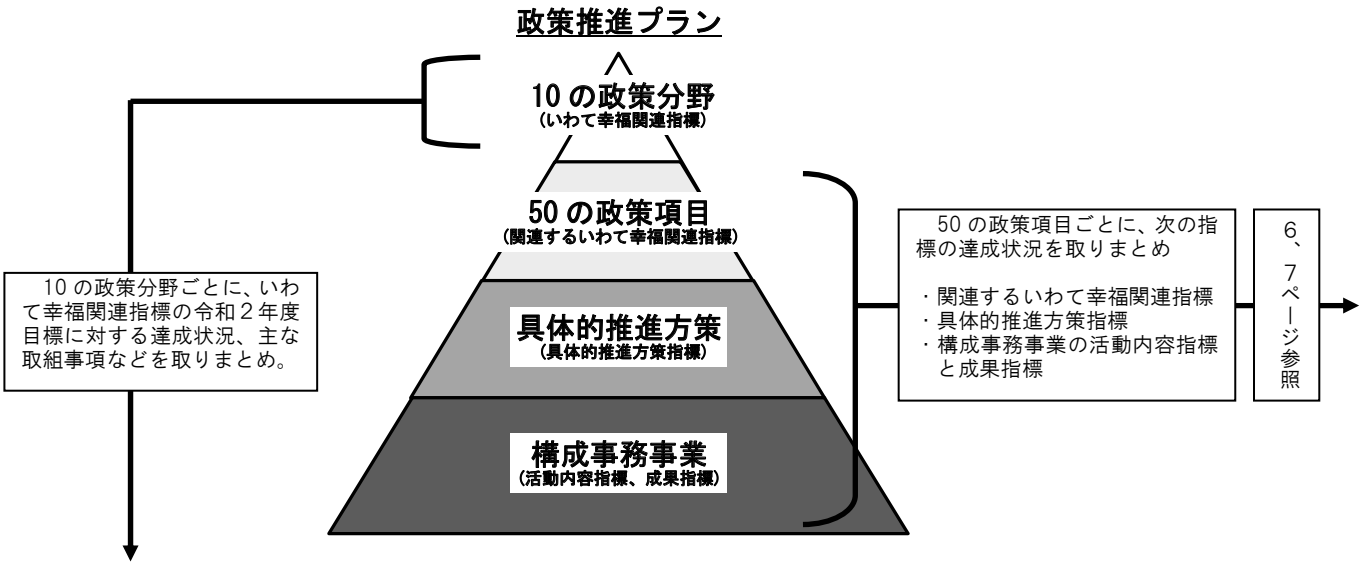 政策推進プラン
10 の政策分野
(いわて幸福関連指標)
50 の政策項目
(関連するいわて幸福関連指標)
具体的推進方策
(具体的推進方策指標)
構成事務事業
(活動内容指標、成果指標)
10 の政策分野ごとに、いわ
て幸福関連指標の令和２年度
目標に対する達成状況、主な
取組事項などを取りまとめ。
50 の政策項目ごとに、次の指
標の達成状況を取りまとめ
・関連するいわて幸福関連指標
・具体的推進方策指標
・構成事務事業の活動内容指標
と成果指標
６、７ページ参照